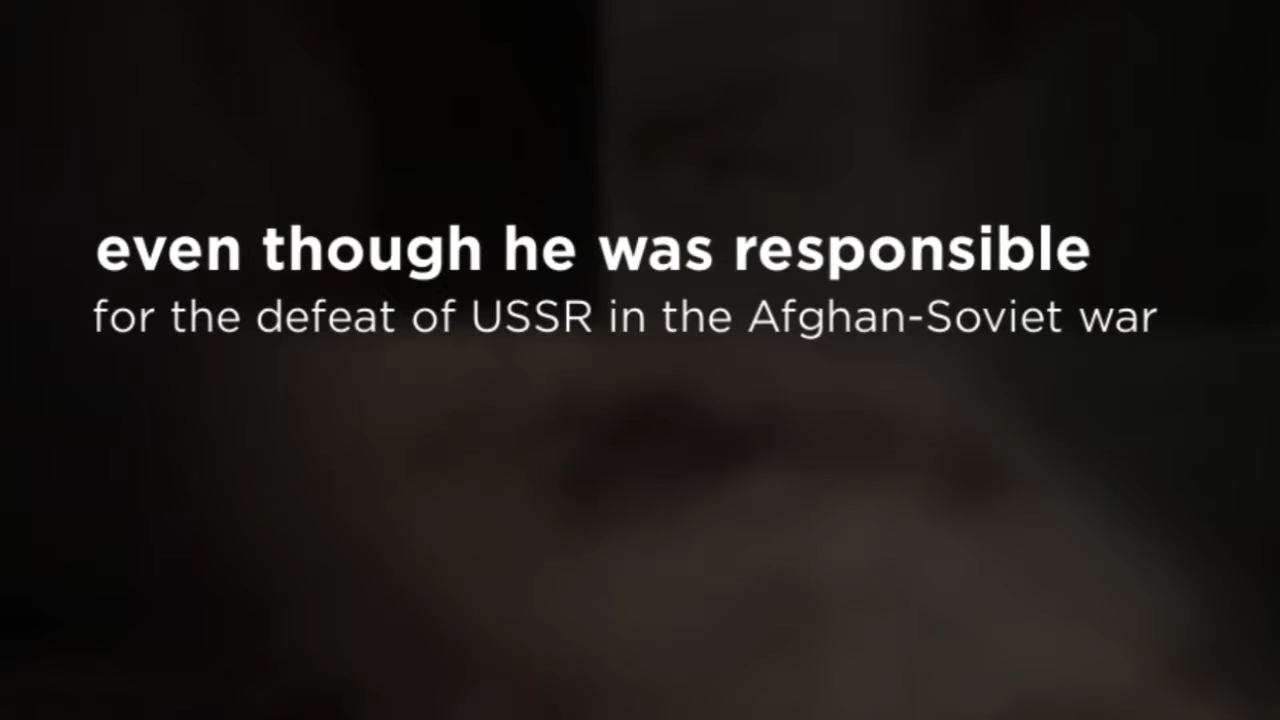 even though he was responsible
for the defeat of USSR in the Afghan-Soviet war